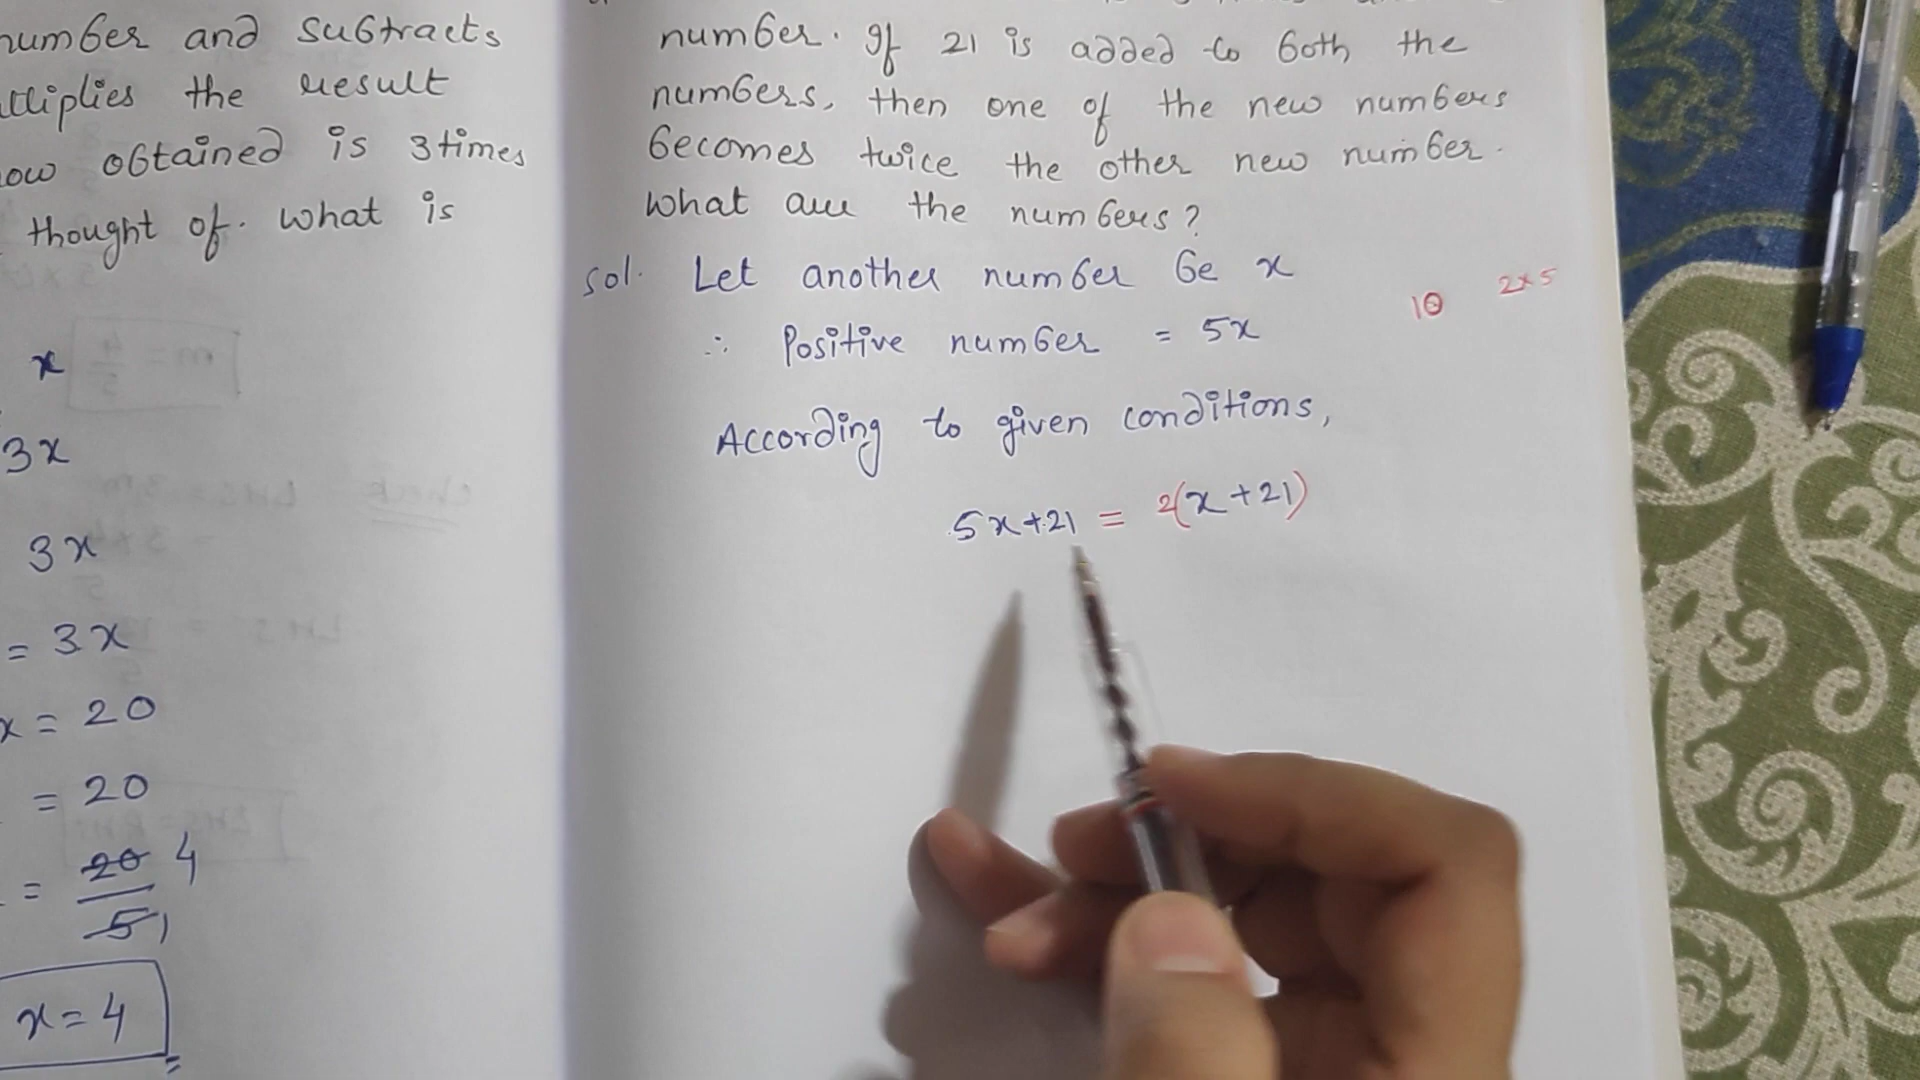 number and subtracts
the result
ow obtained is 3 times
thought of. What is
x
3x
3x
= 3x
x = 20
= 20
= 20 4
5 1
x = 4
number. If 21 is added to both the
numbers, then one of the new numbers
becomes twice the other new number.
What are the numbers?
Sol. Let another number be x
∴ Positive number = 5x
10 2x5
According to given conditions,
5x+21 = 2(x+21)